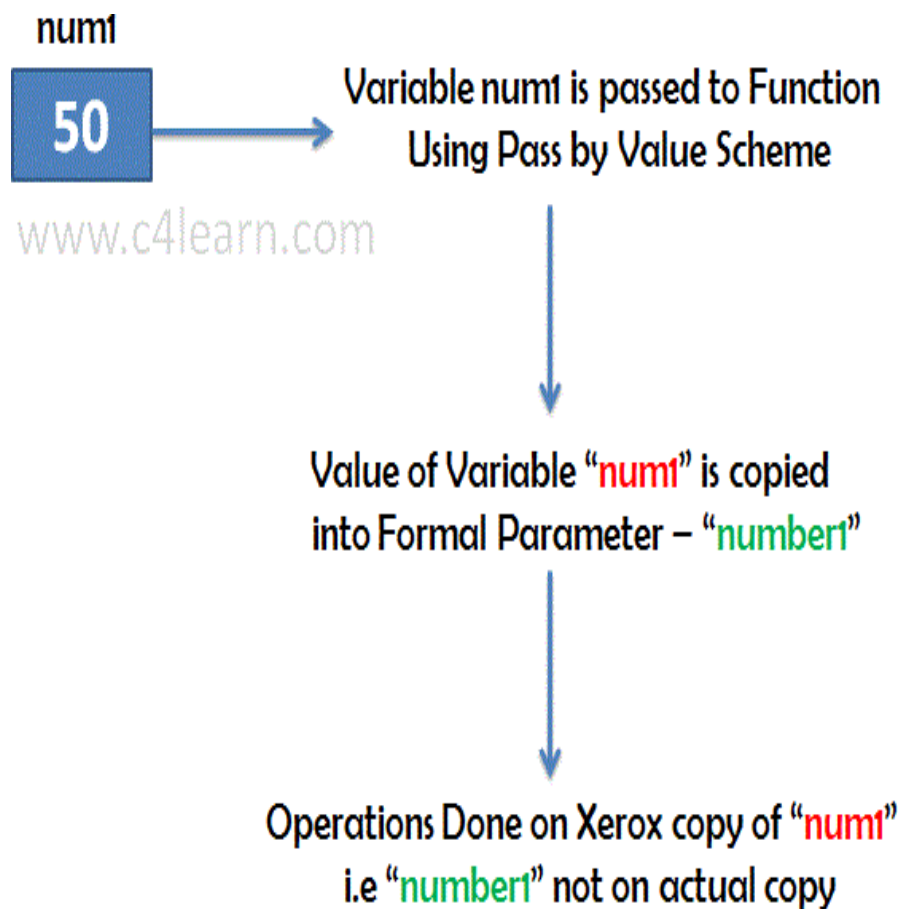 num1
50
Variable num1 is passed to Function
Using Pass by Value Scheme
www.c4learn.com
Value of Variable “num1” is copied
into Formal Parameter – “number1”
Operations Done on Xerox copy of “num1”
i.e “number1” not on actual copy